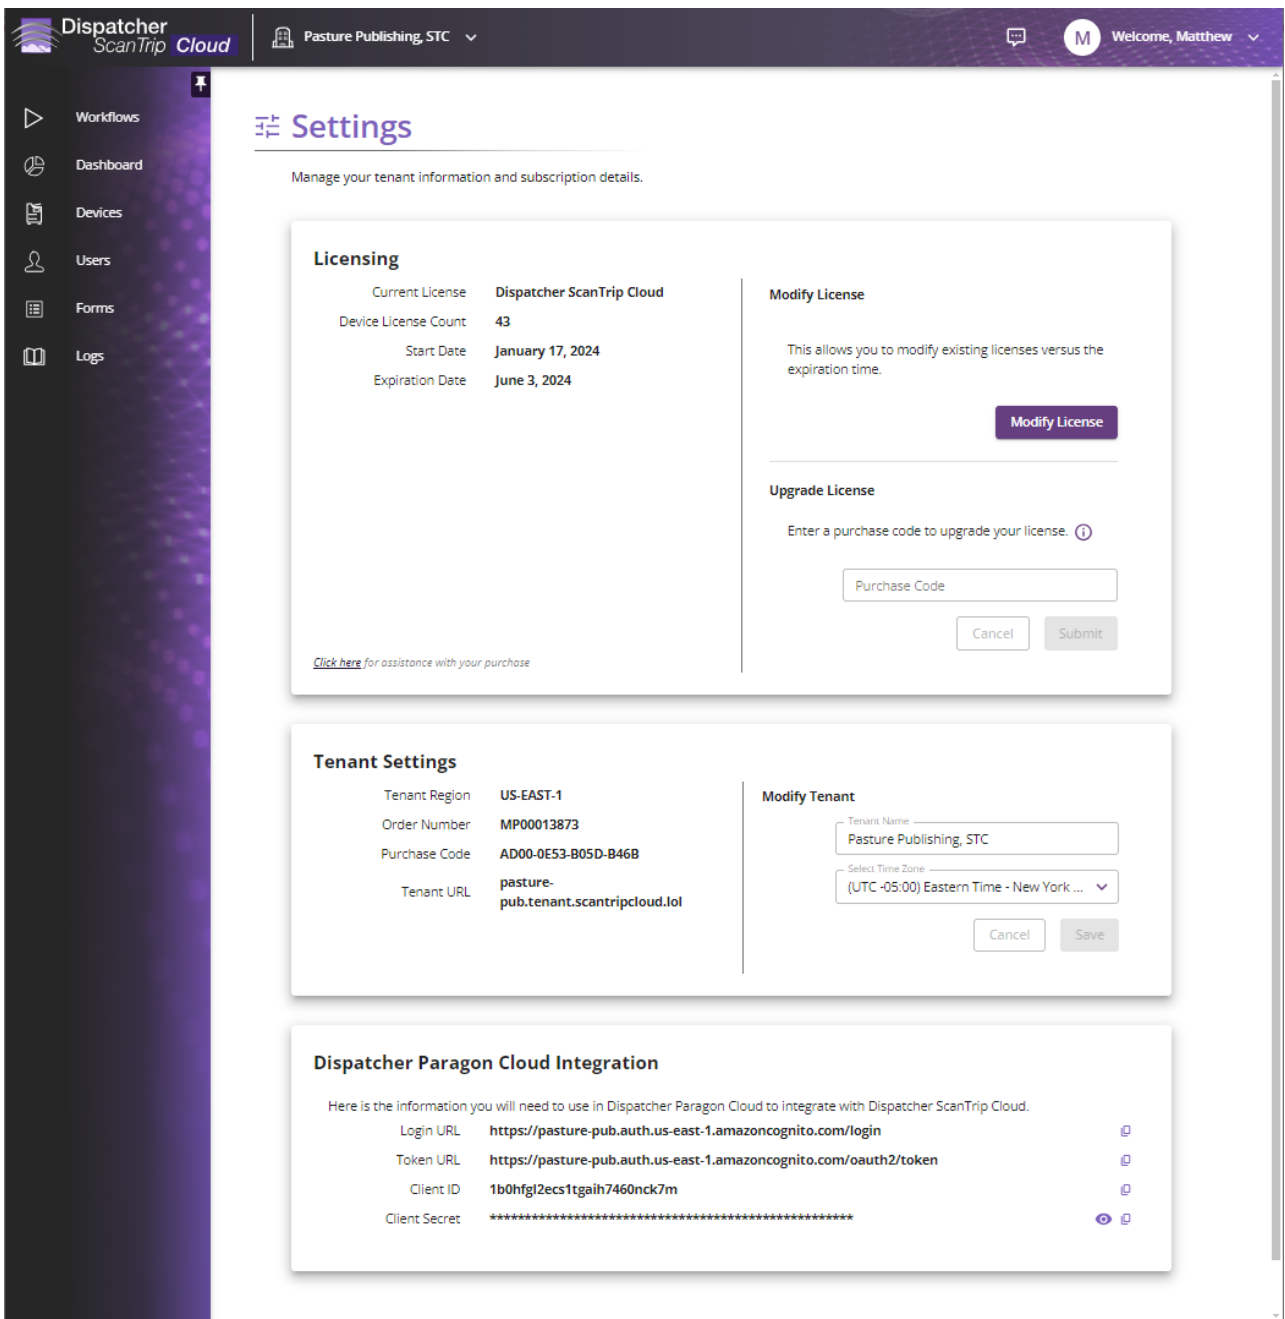 Dispatcher
ScanTrip Cloud
Pasture Publishing, STC
M
Welcome, Matthew
Workflows
Dashboard
Devices
Users
Forms
Logs
Settings
Manage your tenant information and subscription details.
Licensing
Current License Dispatcher ScanTrip Cloud
Device License Count 43
Start Date January 17, 2024
Expiration Date June 3, 2024
Click here for assistance with your purchase
Modify License
This allows you to modify existing licenses versus the
expiration time.
Modify License
Upgrade License
Enter a purchase code to upgrade your license.
Purchase Code
Cancel Submit
Tenant Settings
Tenant Region US-EAST-1
Order Number MP00013873
Purchase Code AD00-0E53-B05D-B46B
Tenant URL pasture-
pub.tenant.scantripcloud.lol
Modify Tenant
Tenant Name
Pasture Publishing, STC
Select Time Zone
(UTC -05:00) Eastern Time - New York ...
Cancel Save
Dispatcher Paragon Cloud Integration
Here is the information you will need to use in Dispatcher Paragon Cloud to integrate with Dispatcher ScanTrip Cloud.
Login URL https://pasture-pub.auth.us-east-1.amazoncognito.com/login
Token URL https://pasture-pub.auth.us-east-1.amazoncognito.com/oauth2/token
Client ID 1b0hfgl2ecs1tgaih7460nck7m
Client Secret ****************************************************